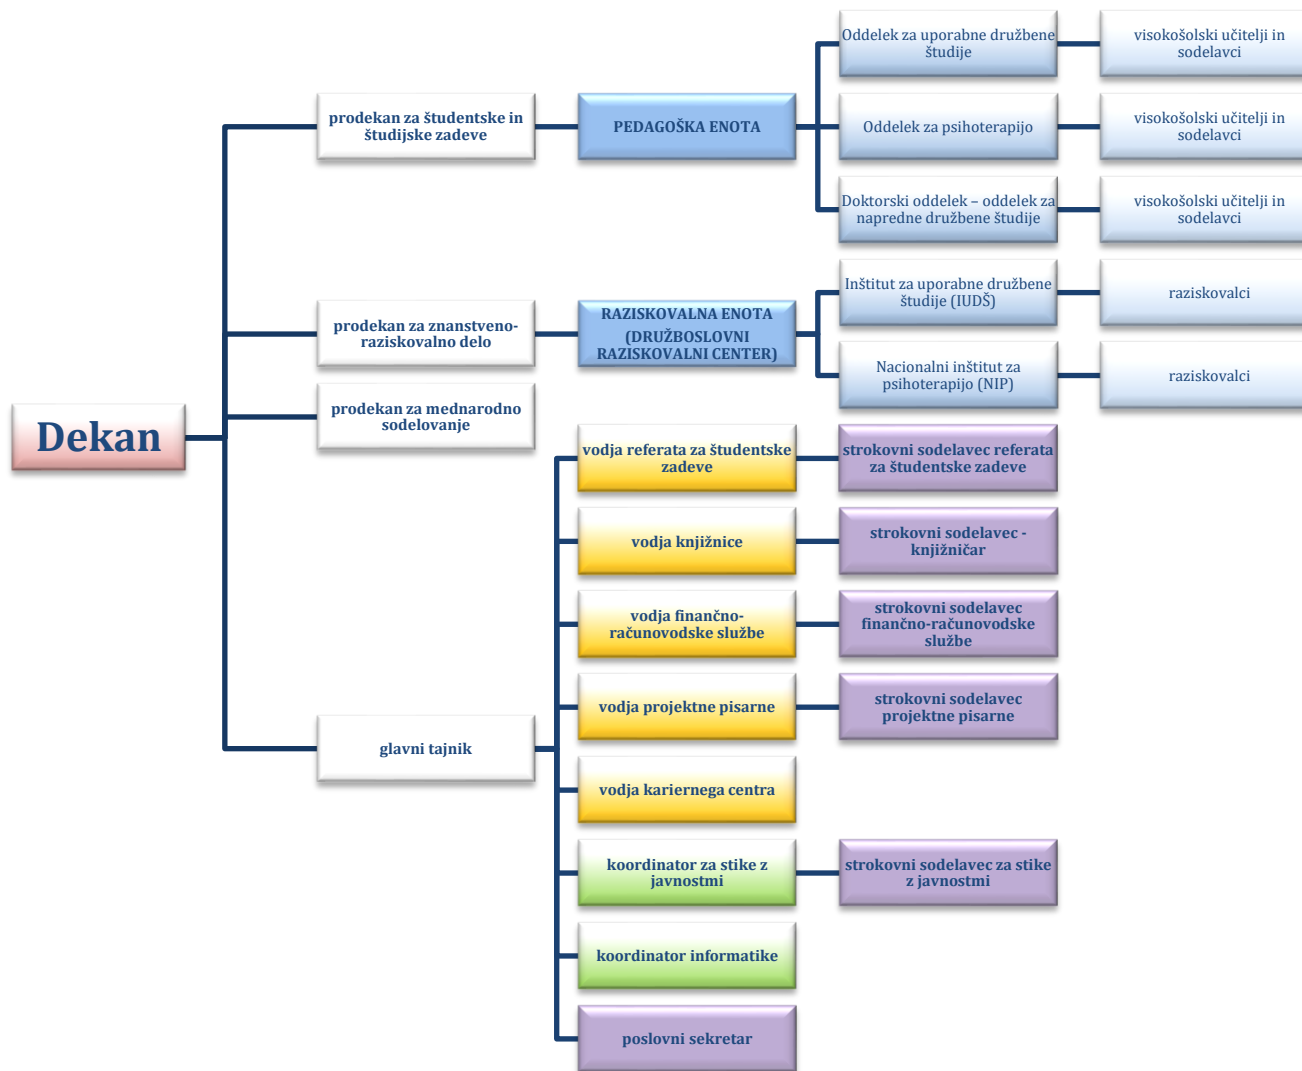 Dekan
prodekan za študentske in
študijske zadeve
PEDAGOŠKA ENOTA
Oddelek za uporabne družbene
študije
visokošolski učitelji in
sodelavci
Oddelek za psihoterapijo
visokošolski učitelji in
sodelavci
Doktorski oddelek – oddelek za
napredne družbene študije
visokošolski učitelji in
sodelavci
prodekan za znanstveno-
raziskovalno delo
RAZISKOVALNA ENOTA
(DRUŽBOSLOVNI
RAZISKOVALNI CENTER)
Inštitut za uporabne družbene
študije (IUDŠ)
raziskovalci
Nacionalni inštitut za
psihoterapijo (NIP)
raziskovalci
prodekan za mednarodno
sodelovanje
glavni tajnik
vodja referata za študentske
zadeve
strokovni sodelavec referata
za študentske zadeve
vodja knjižnice
strokovni sodelavec -
knjižničar
vodja finančno-
računovodske službe
strokovni sodelavec
finančno-računovodske
službe
vodja projektne pisarne
strokovni sodelavec
projektne pisarne
vodja kariernega centra
koordinator za stike z
javnostmi
strokovni sodelavec za stike
z javnostmi
koordinator informatike
poslovni sekretar